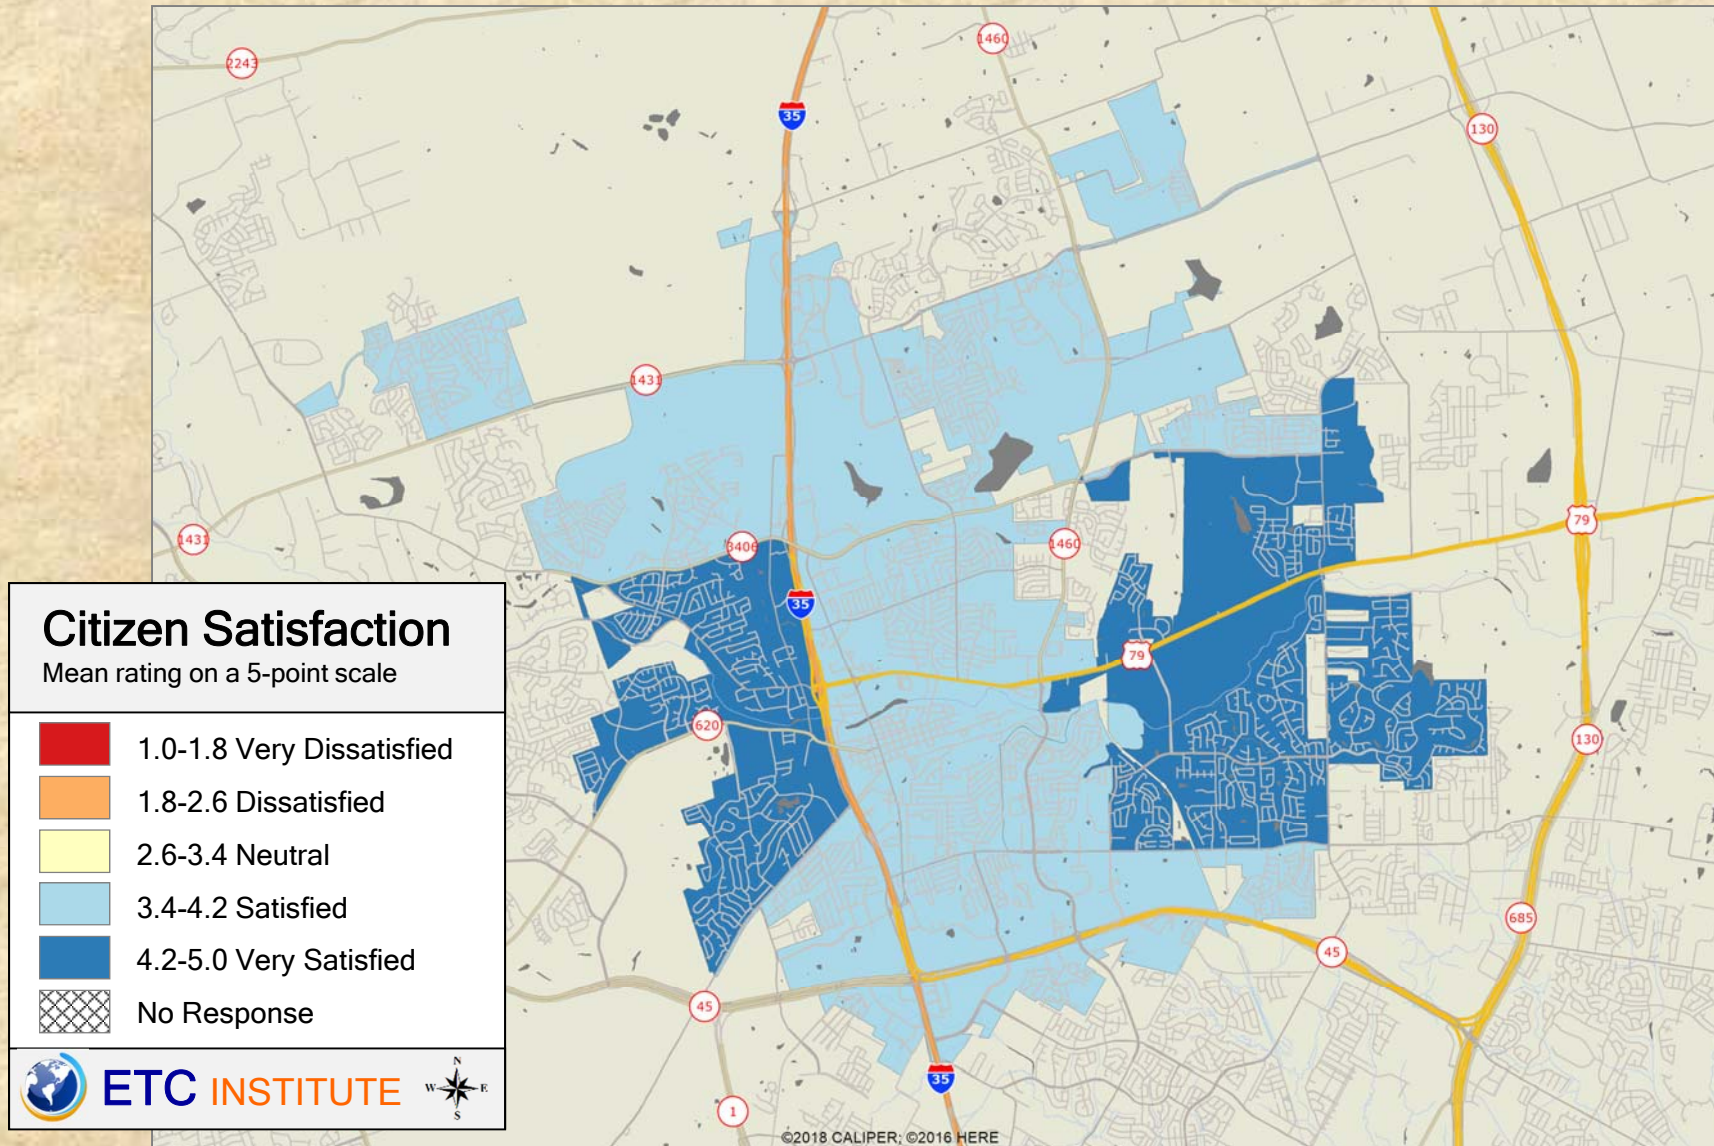 2243
1460
35
130
1431
1431
3406
1460
79
35
79
620
130
685
45
45
35
1
Citizen Satisfaction
Mean rating on a 5-point scale
1.0-1.8 Very Dissatisfied
1.8-2.6 Dissatisfied
2.6-3.4 Neutral
3.4-4.2 Satisfied
4.2-5.0 Very Satisfied
No Response
ETC INSTITUTE
N
W E
S
©2018 CALIPER; ©2016 HERE